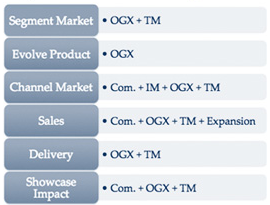 Segment Market • OGX + TM
Evolve Product • OGX
Channel Market • Com. + IM + OGX + TM
Sales • Com. + OGX + TM + Expansion
Delivery • OGX + TM
Showcase
Impact • Com. + OGX + TM